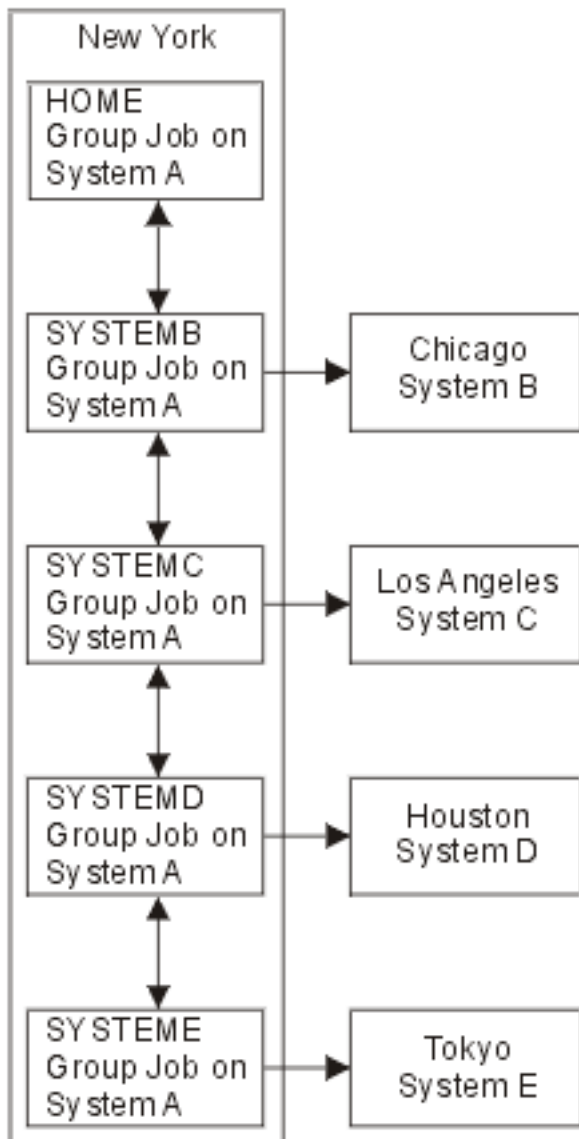 New York
HOME
Group Job on
System A
SYSTEMB
Group Job on
System A
Chicago
System B
SYSTEMC
Group Job on
System A
Los Angeles
System C
SYSTEMD
Group Job on
System A
Houston
System D
SYSTEME
Group Job on
System A
Tokyo
System E